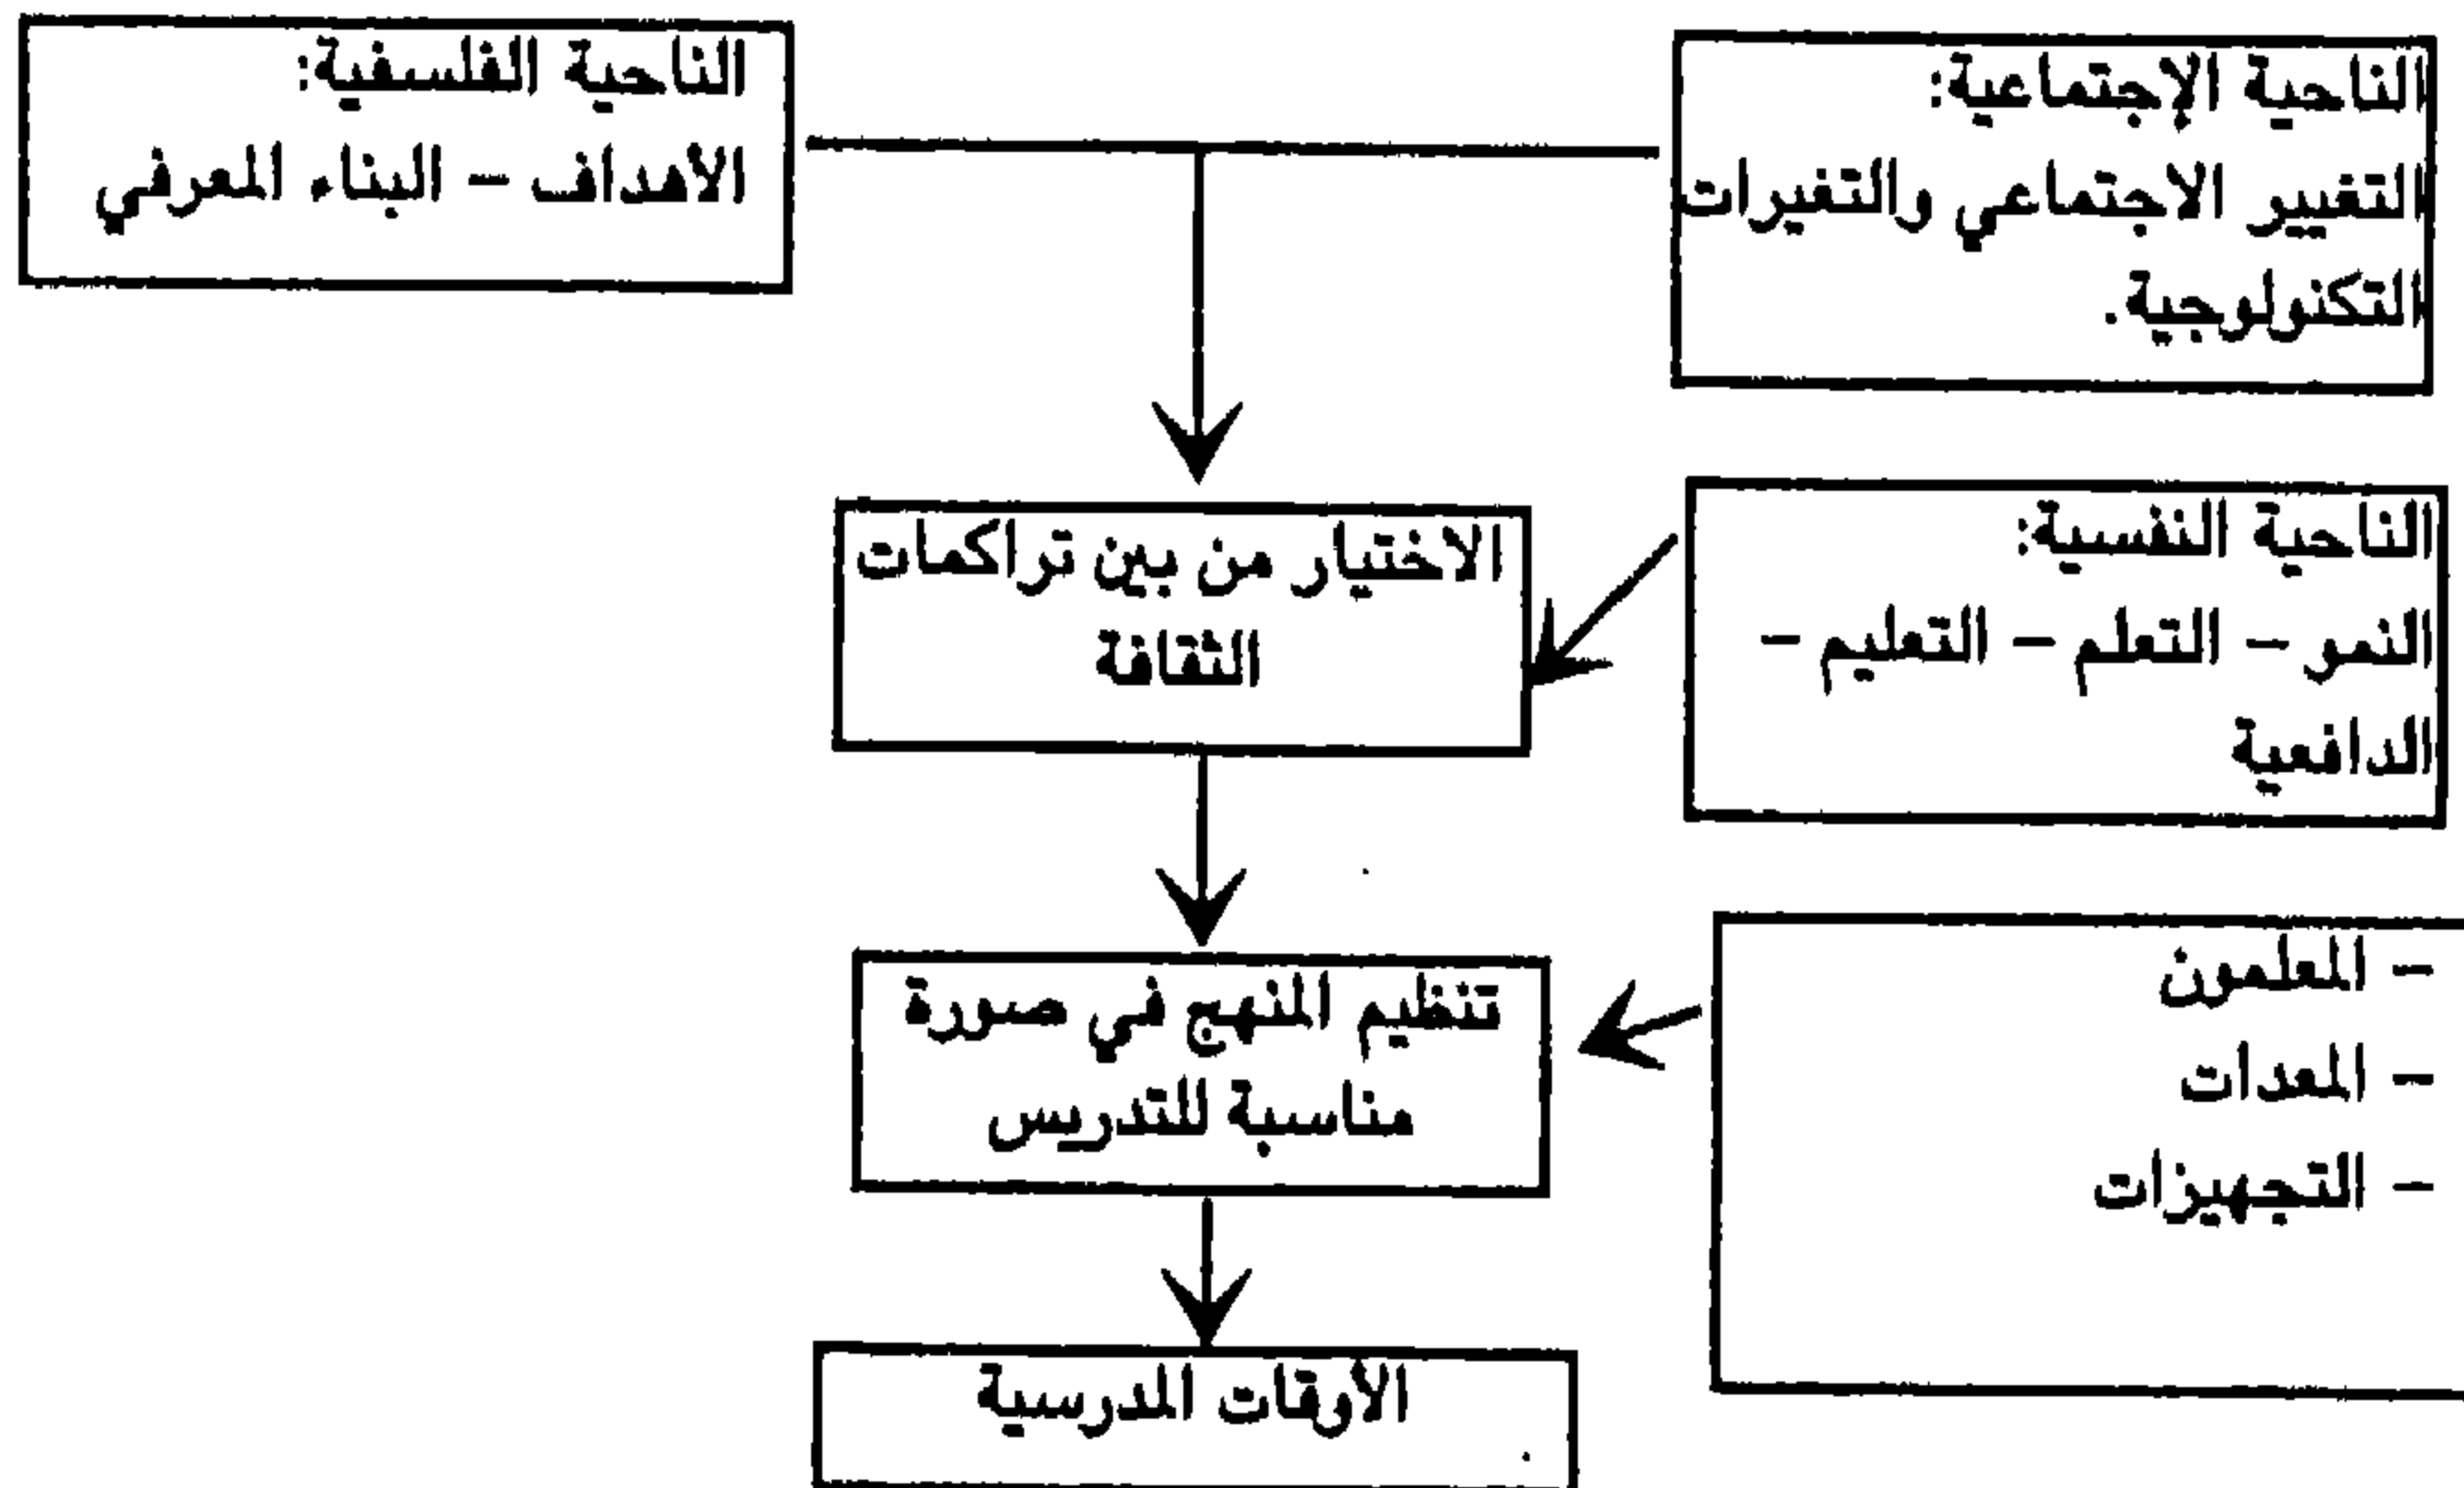 الناحية الإجتماعية:
التغيير الاجتماعي والتغيرات
التكنولوجية.
الناحية الفلسفية:
الأهداف – البناء المعرفي
الناحية النفسية:
النمو – التعلم – التعليم –
الدافعية
الاختيار من بين تراكمات
الثقافة
– المعلمون
– المعدات
– التجهيزات
تنظيم المنهج في صورة
مناسبة للتدريس
الأوقات المدرسية